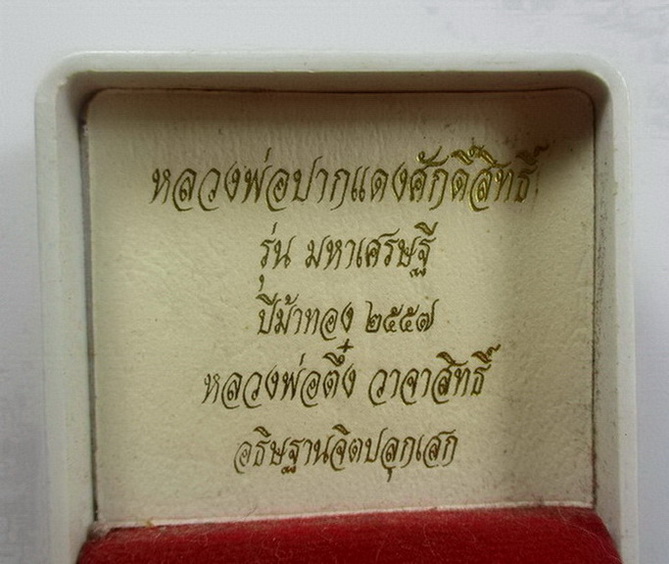 หลวงพ่อปากแดงศักดิ์สิทธิ์
รุ่น มหาเศรษฐี
ปีม้าทอง ๒๕๕๗
หลวงพ่อตี๋ง วาจาสิทธิ์
อธิษฐานจิตปลุกเสก